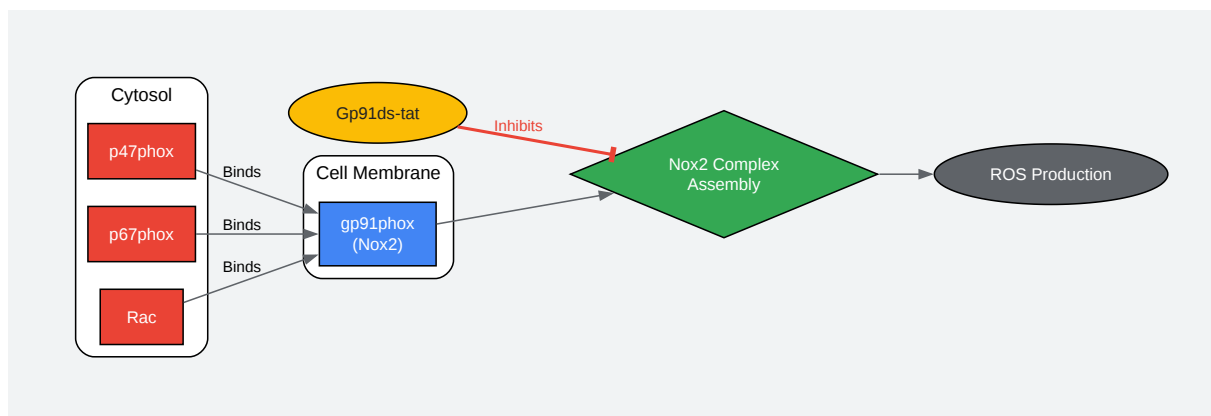 Cytosol
p47phox
p67phox
Rac
Binds
Binds
Binds
Gp91ds-tat
Inhibits
Cell Membrane
gp91phox
(Nox2)
Nox2 Complex
Assembly
ROS Production